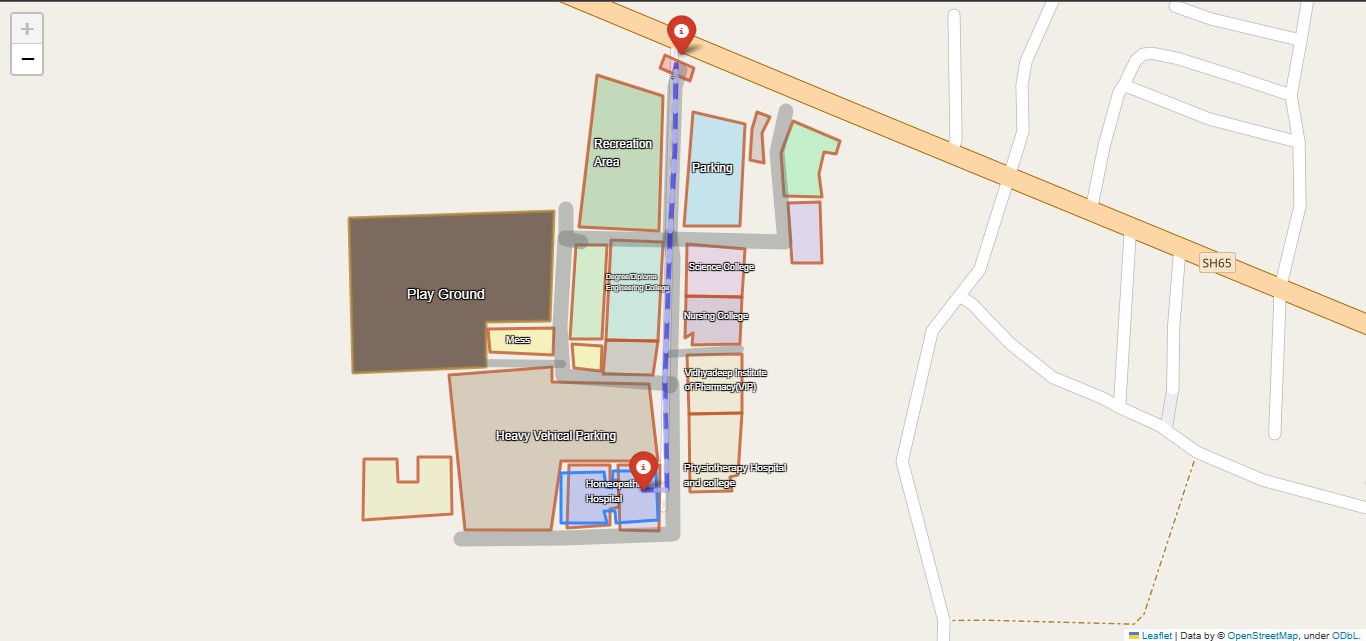 +
−
Recreation
Area
Parking
SH65
Science College
Degree/Diploma
Engineering College
Play Ground
Nursing College
Mess
Vidhyadeep Institute
of Pharmacy(VIP)
Heavy Vehical Parking
Physiotherapy Hospital
and college
Homeopath
Hospital
Leaflet | Data by © OpenStreetMap, under ODbL.